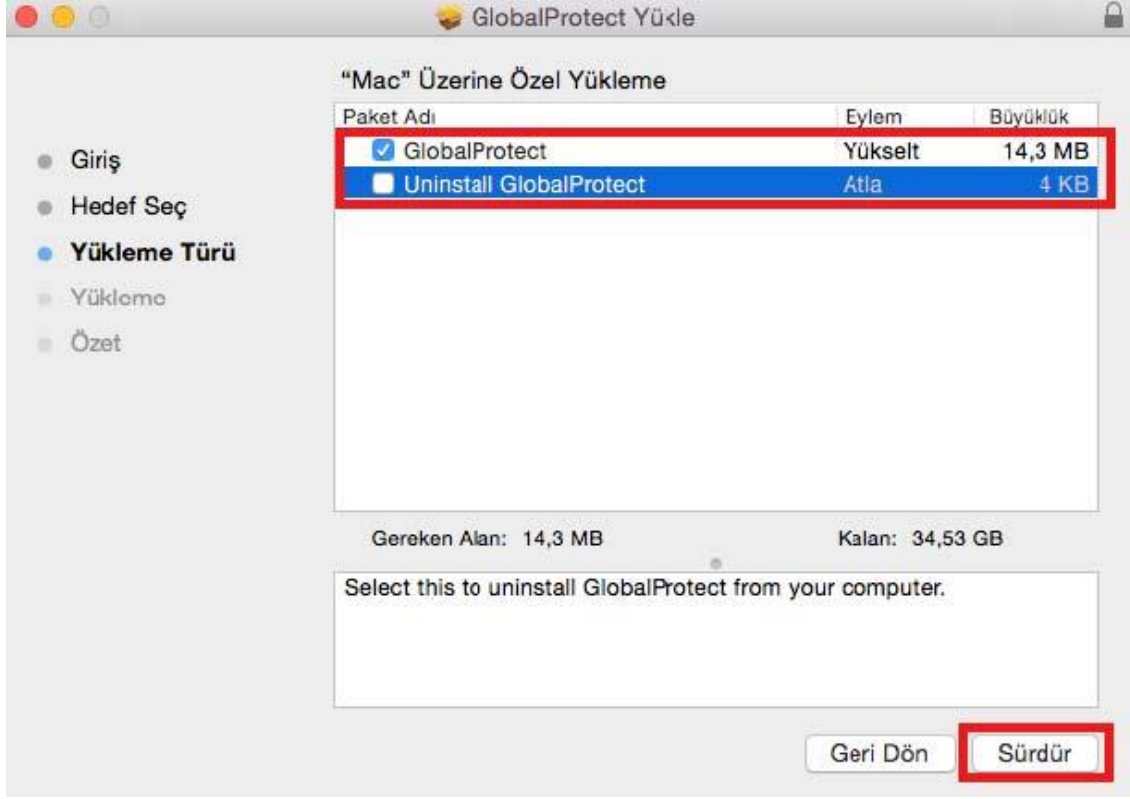 GlobalProtect Yükle
“Mac” Üzerine Özel Yükleme
Paket Adı Eylem Büyüklük
GlobalProtect Yükselt 14,3 MB
Uninstall GlobalProtect Atla 4 KB
Giriş
Hedef Seç
Yükleme Türü
Yükleme
Özet
Gereken Alan: 14,3 MB Kalan: 34,53 GB
Select this to uninstall GlobalProtect from your computer.
Geri Dön Sürdür